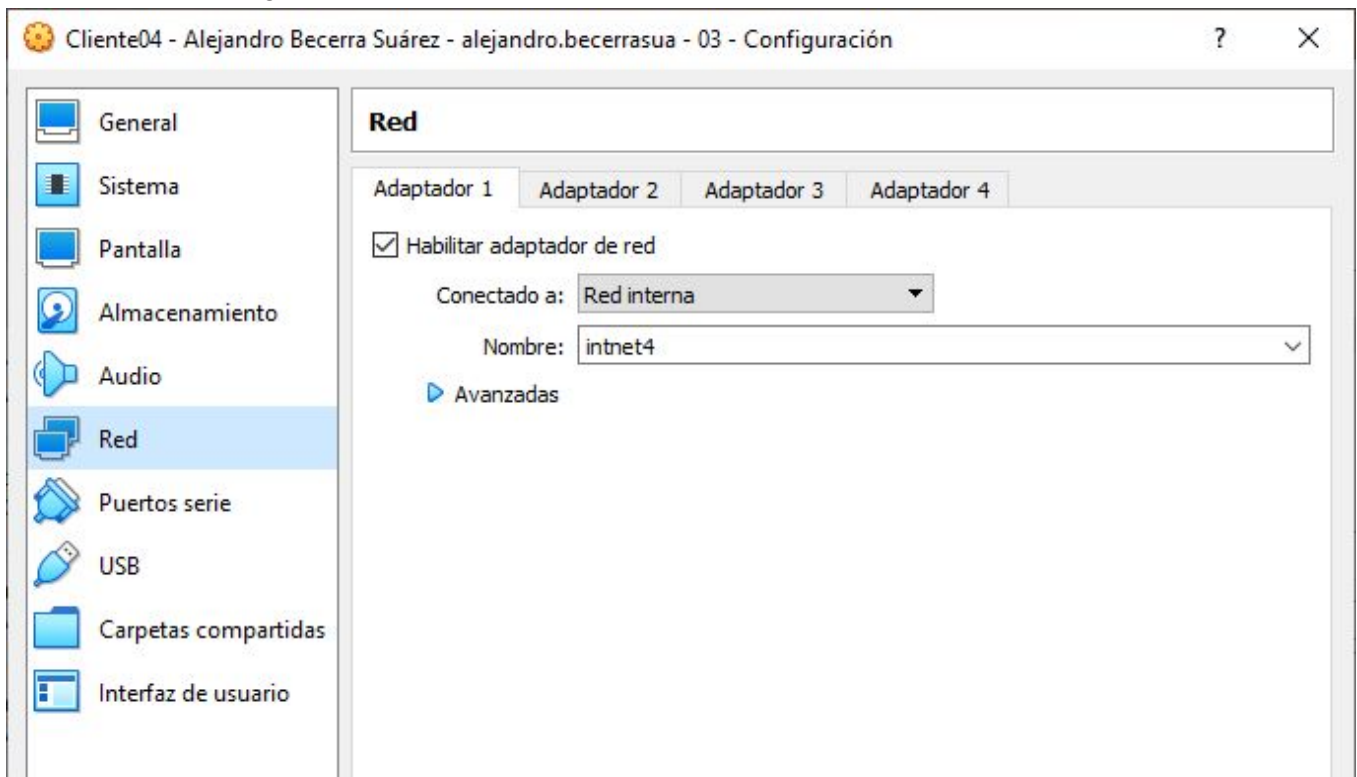 Cliente04 - Alejandro Becerra Suárez - alejandro.becerrasua - 03 - Configuración ?
General
Sistema
Pantalla
Almacenamiento
Audio
Red
Puertos serie
USB
Carpetas compartidas
Interfaz de usuario
Red
Adaptador 1 Adaptador 2 Adaptador 3 Adaptador 4
Habilitar adaptador de red
Conectado a: Red interna
Nombre: intnet4
Avanzadas